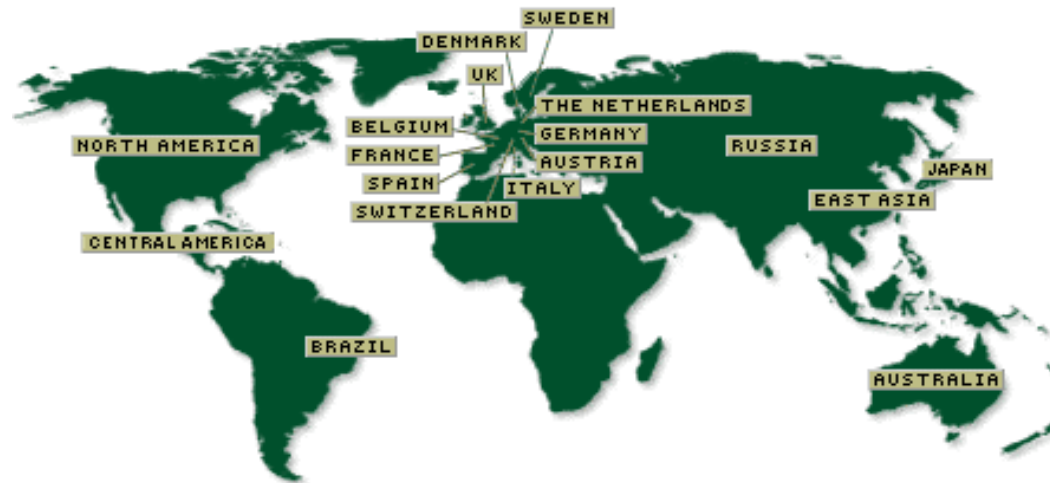 SWEDEN
DENMARK
UK
THE NETHERLANDS
BELGIUM
GERMANY
NORTH AMERICA
RUSSIA
FRANCE
AUSTRIA
JAPAN
SPAIN
ITALY
EAST ASIA
SWITZERLAND
CENTRAL AMERICA
BRAZIL
AUSTRALIA